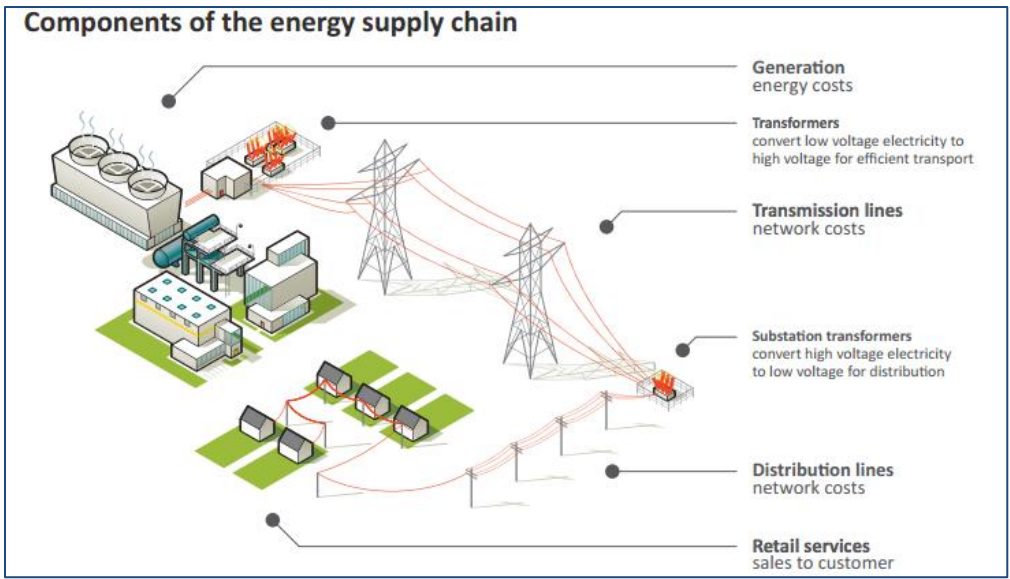 Components of the energy supply chain
Generation
energy costs
Transformers
convert low voltage electricity to
high voltage for efficient transport
Transmission lines
network costs
Substation transformers
convert high voltage electricity
to low voltage for distribution
Distribution lines
network costs
Retail services
sales to customer